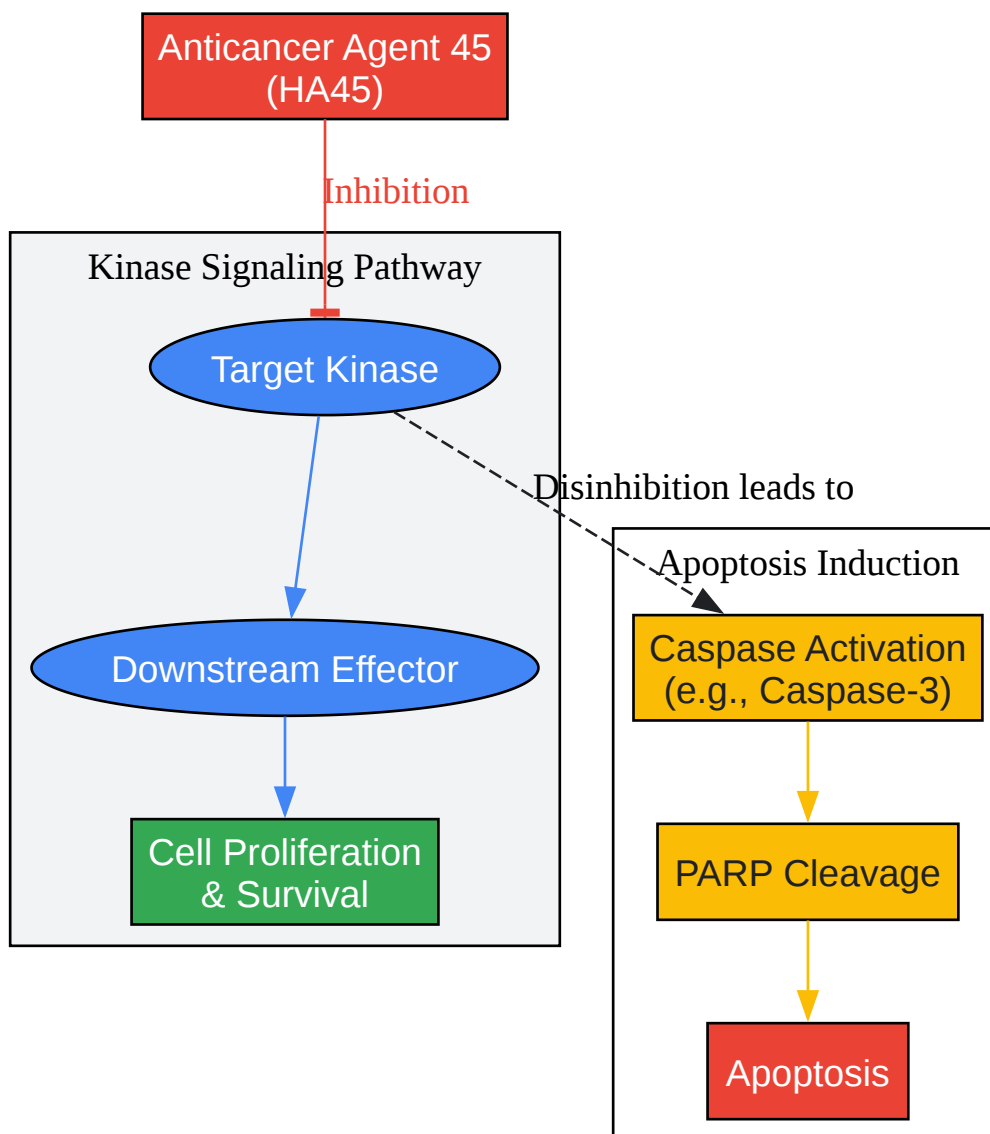 Anticancer Agent 45
(HA45)
Inhibition
Kinase Signaling Pathway
Target Kinase
Disinhibition leads to
Apoptosis Induction
Caspase Activation
(e.g., Caspase-3)
Downstream Effector
Cell Proliferation
& Survival
PARP Cleavage
Apoptosis